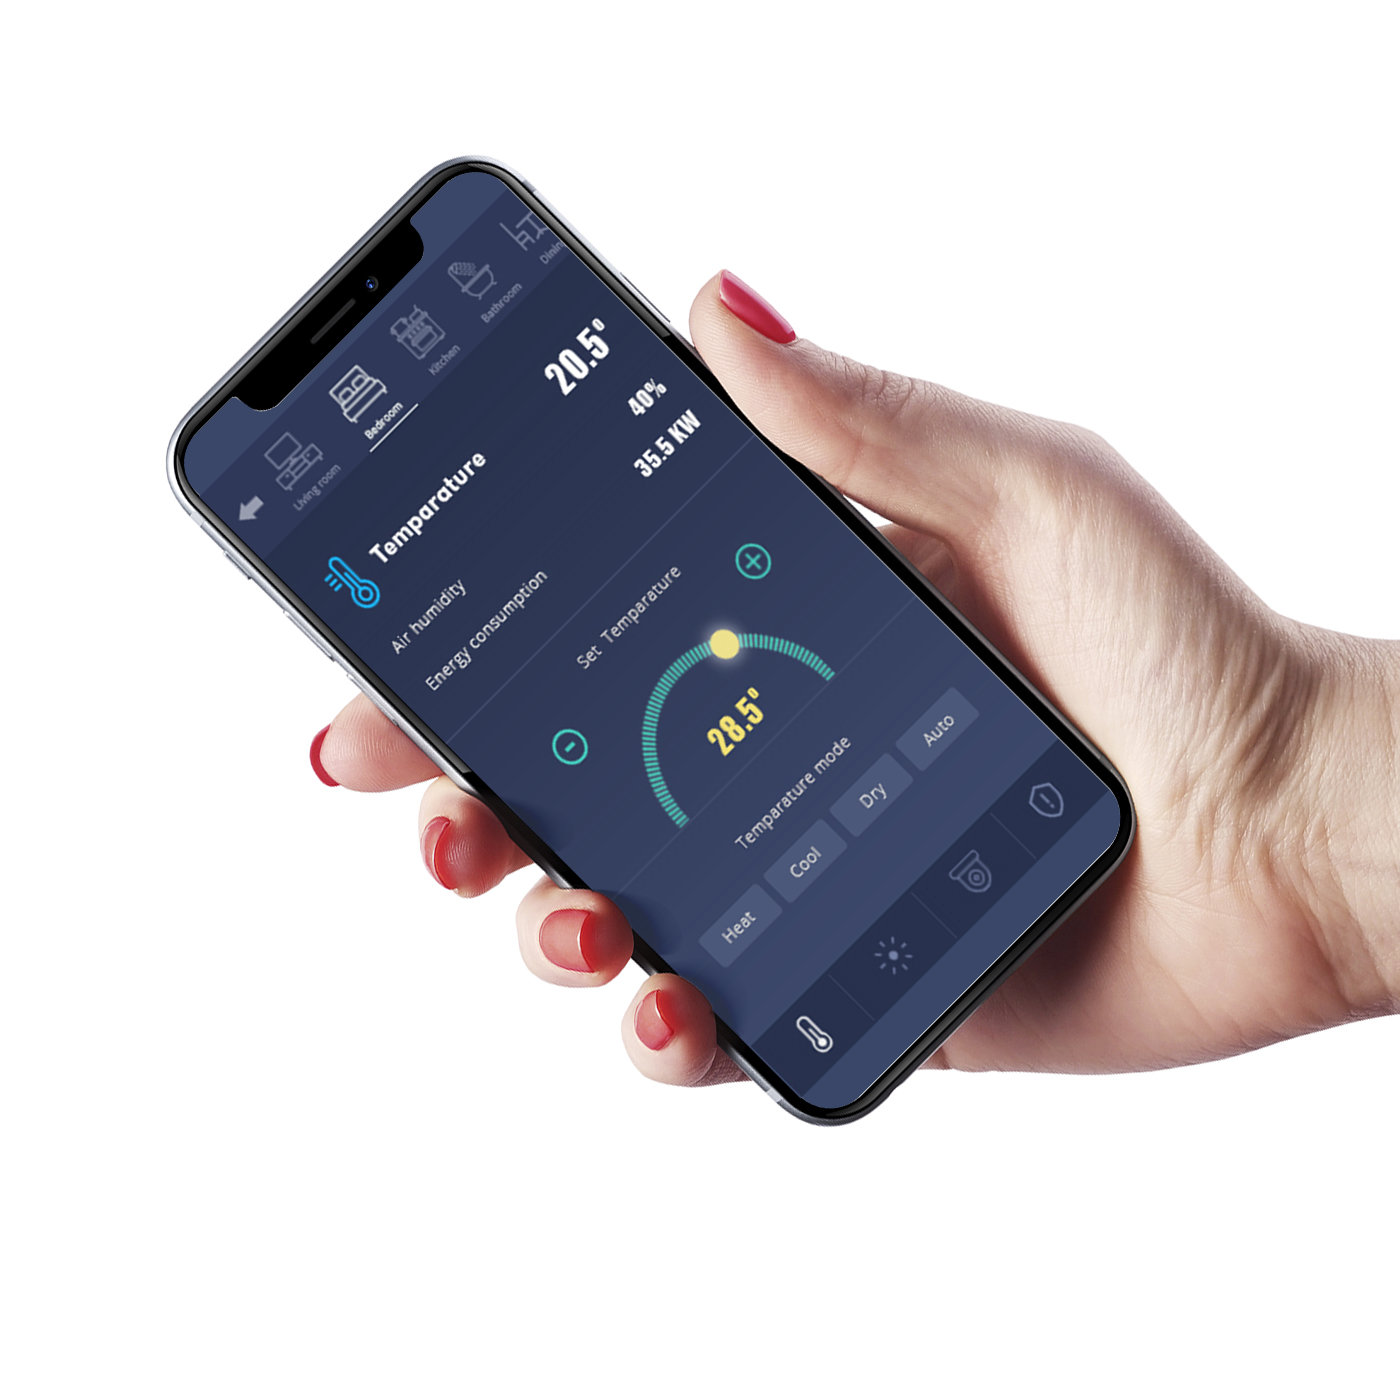 Living room
Bedroom
Kitchen
Bathroom
Dinin
Temparature 20.5°
Air humidity 40%
Energy consumption 35.5 KW
Set Temparature
28.5°
Temparature mode
Heat Cool Dry Auto